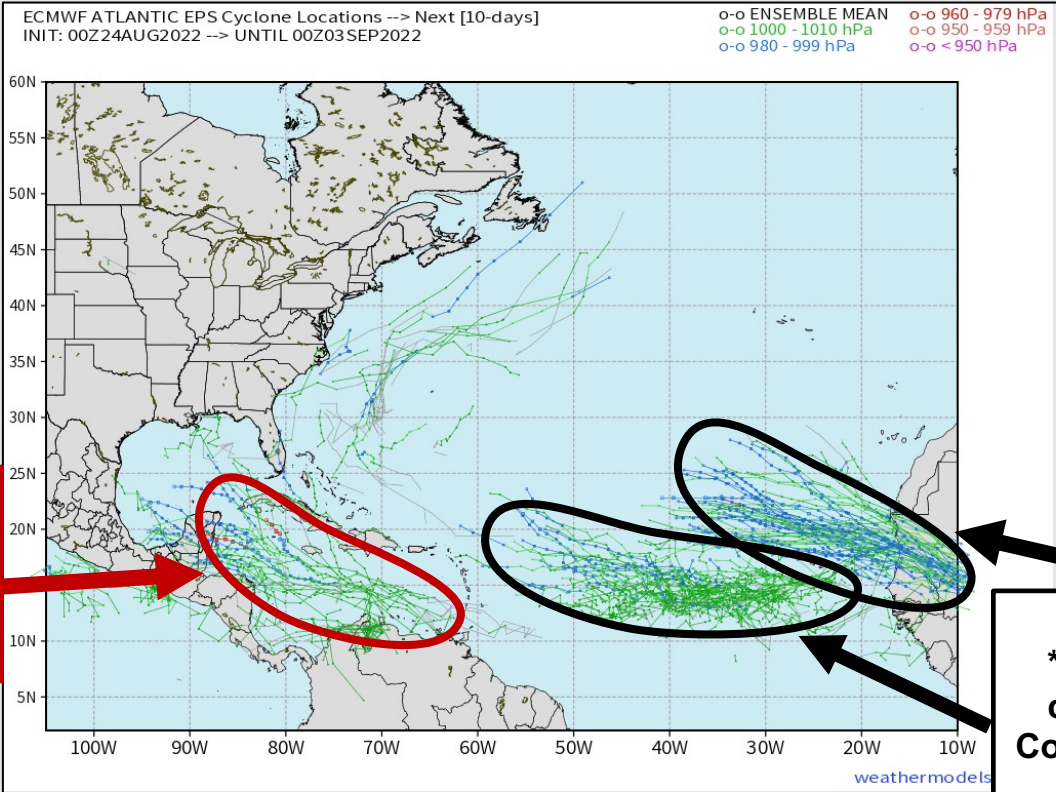 ECMWF ATLANTIC EPS Cyclone Locations --> Next [10-days]
INIT: 00Z24AUG2022 --> UNTIL 00Z03SEP2022
o-o ENSEMBLE MEAN o-o 960 - 979 hPa
o-o 1000 - 1010 hPa o-o 950 - 959 hPa
o-o 980 - 999 hPa o-o < 950 hPa
60N
55N
50N
45N
40N
35N
30N
25N
20N
15N
10N
5N
100W 90W 80W 70W 60W 50W 40W 30W 20W 10W
weathermodels
*
Co